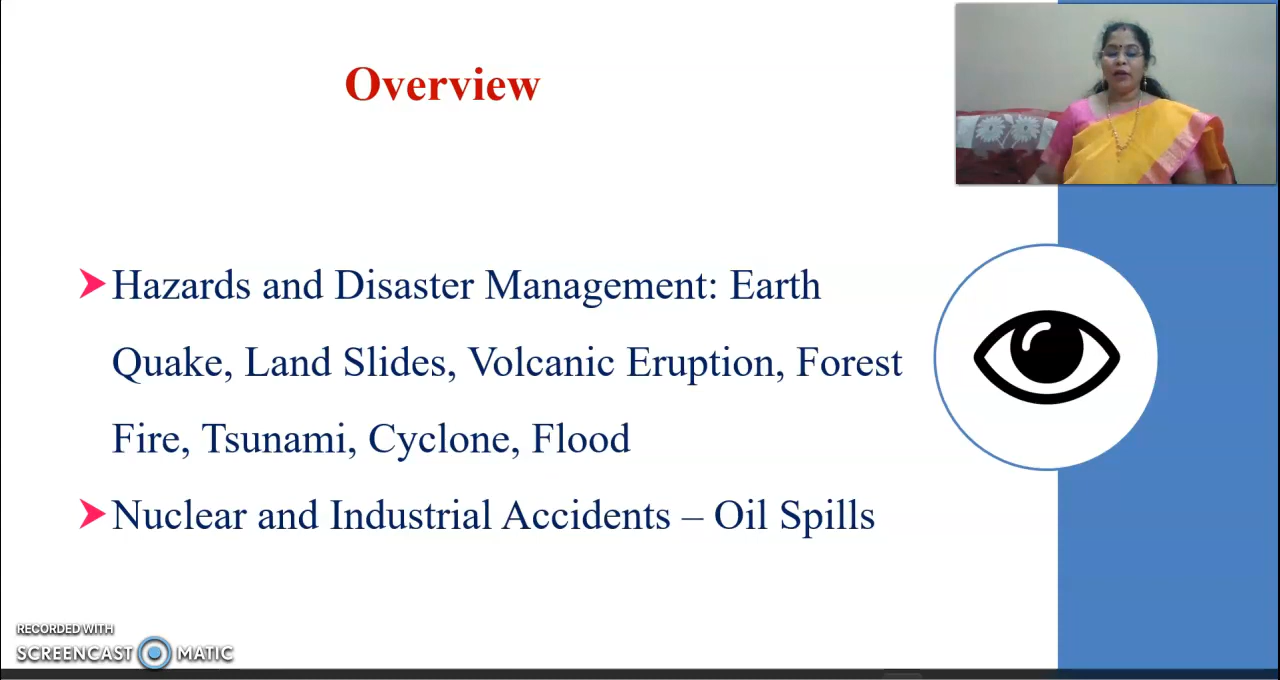 Overview
Hazards and Disaster Management: Earth
Quake, Land Slides, Volcanic Eruption, Forest
Fire, Tsunami, Cyclone, Flood
Nuclear and Industrial Accidents – Oil Spills
RECORDED WITH
SCREENCAST MATIC